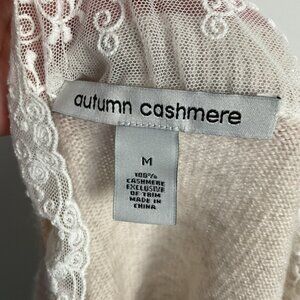 autumn cashmere
M
100%
CASHMERE
EXCLUSIVE
OF TRIM
MADE IN
CHINA